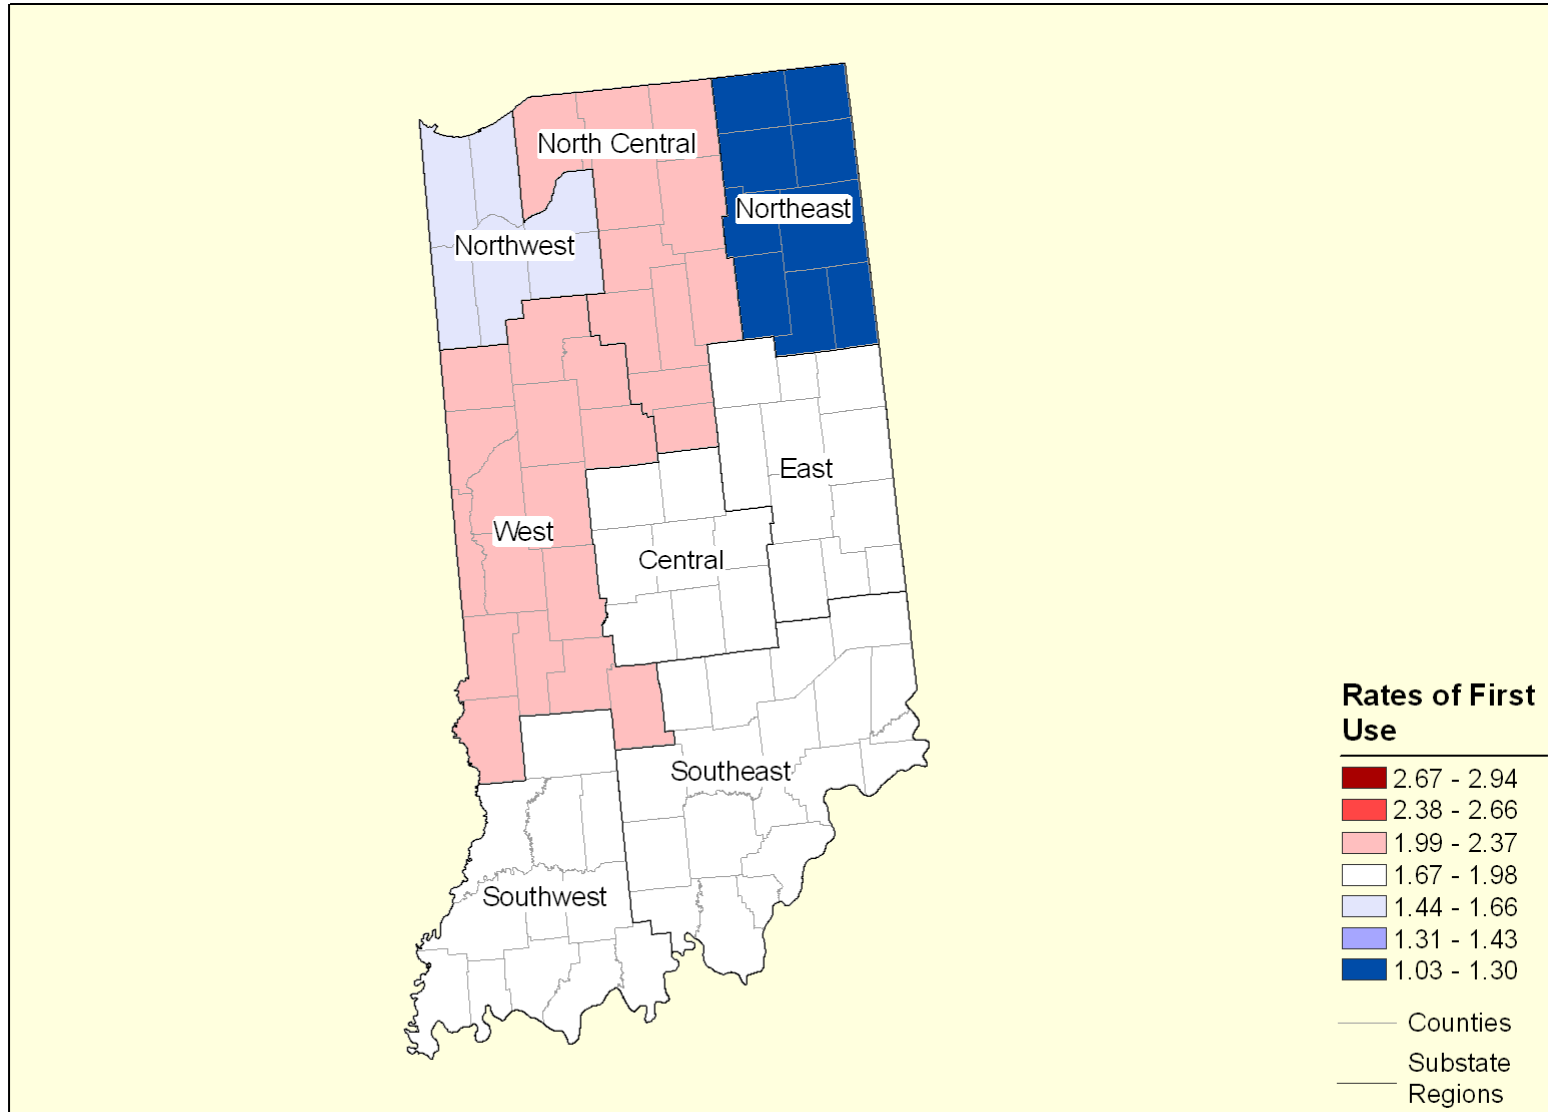 North Central
Northeast
Northwest
East
West
Central
Southeast
Southwest
Rates of First
Use
2.67 - 2.94
2.38 - 2.66
1.99 - 2.37
1.67 - 1.98
1.44 - 1.66
1.31 - 1.43
1.03 - 1.30
Counties
Substate
Regions